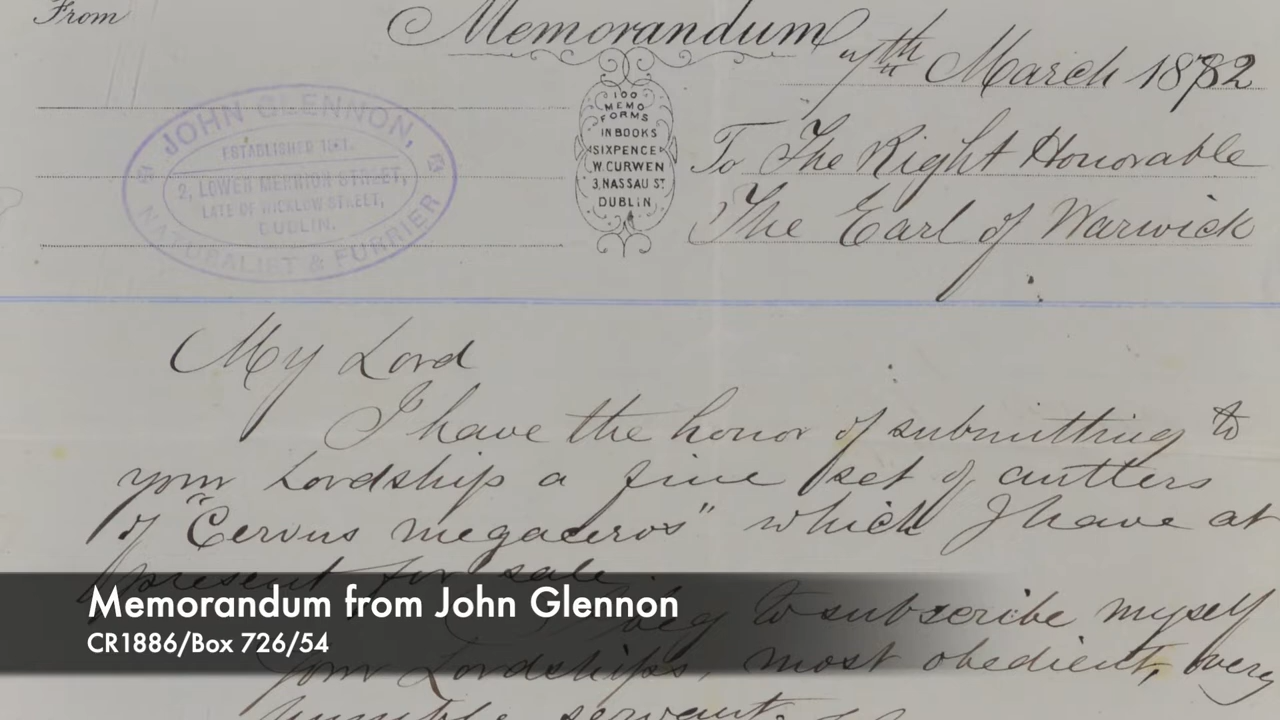 From
Memorandum
7th March 1882
JOHN GLENNON,
ESTABLISHED
2, LOWER MERRION STREET,
LATE OF WICKLOW STREET,
DUBLIN.
NATURALIST & FURRIER
100
MEMO
FORMS
IN BOOKS
SIXPENCE
W. CURWEN
3, NASSAU ST
DUBLIN
To The Right Honorable
The Earl of Warwick
My Lord
I have the honor of submitting to
your Lordship a fine set of antlers
of "Cervus megaceros" which I have at
present for sale
I beg to subscribe myself
your Lordships, most obedient, very
humble servant
Memorandum from John Glennon
CR1886/Box 726/54